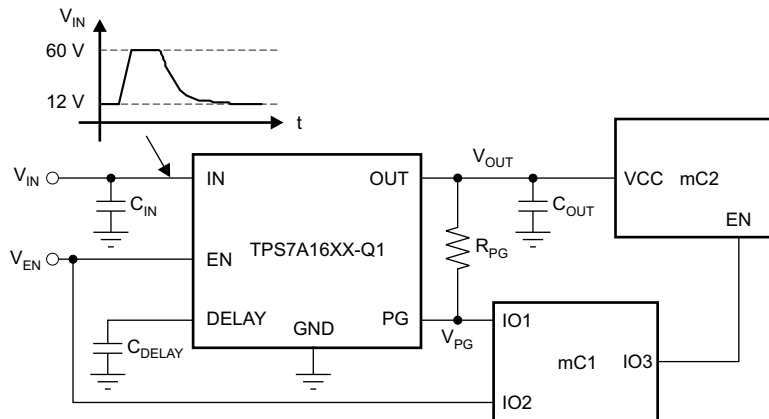 V_IN
60 V
12 V
t
V_IN
C_IN
IN
OUT
V_OUT
C_OUT
VCC
mC2
EN
V_EN
EN
TPS7A16XX-Q1
R_PG
DELAY
GND
PG
V_PG
C_DELAY
IO1
mC1
IO3
IO2